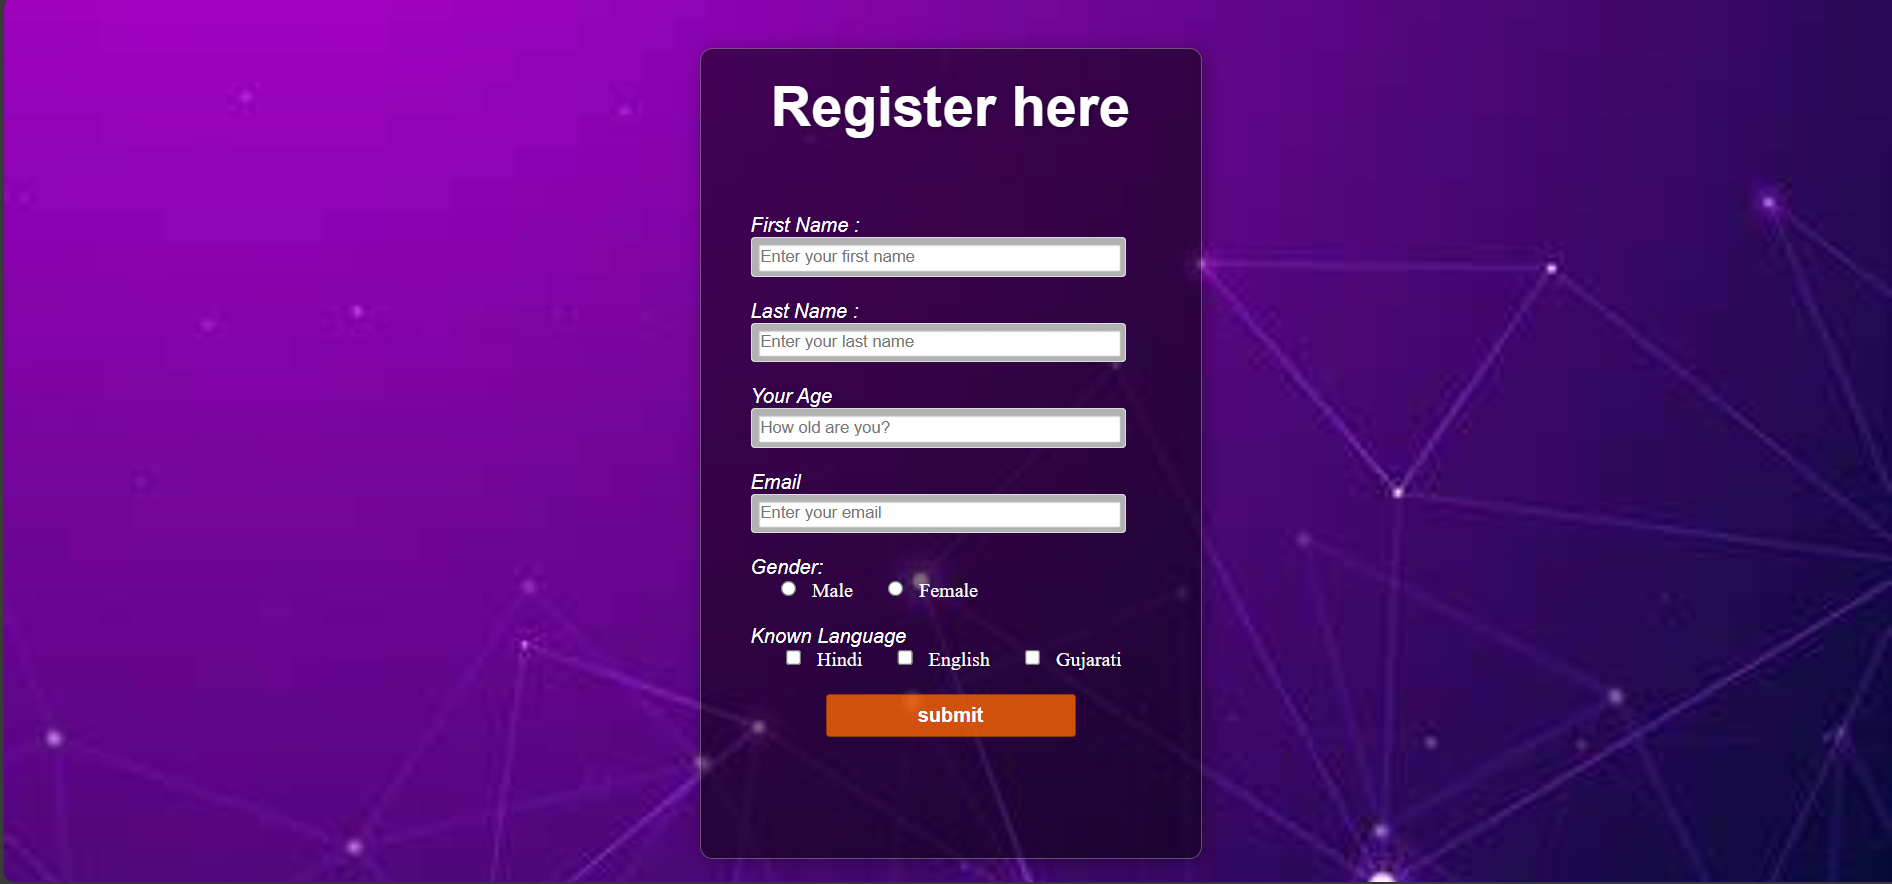 Register here
First Name :
Enter your first name
Last Name :
Enter your last name
Your Age
How old are you?
Email
Enter your email
Gender:
Male Female
Known Language
Hindi English Gujarati
submit